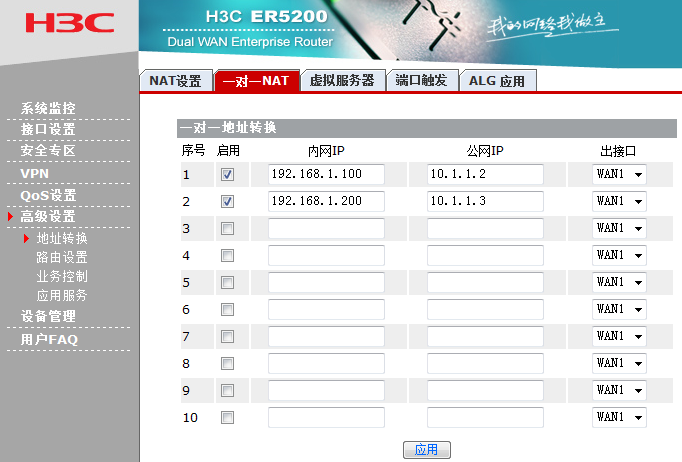 H3C
H3C ER5200
Dual WAN Enterprise Router
我的网络我做主
NAT设置 一对一NAT 虚拟服务器 端口触发 ALG 应用
系统监控
接口设置
安全专区
VPN
QoS设置
高级设置
地址转换
路由设置
业务控制
应用服务
设备管理
用户FAQ
一对一地址转换
序号 启用 内网IP 公网IP 出接口
1 192.168.1.100 10.1.1.2 WAN1
2 192.168.1.200 10.1.1.3 WAN1
3 WAN1
4 WAN1
5 WAN1
6 WAN1
7 WAN1
8 WAN1
9 WAN1
10 WAN1
应用